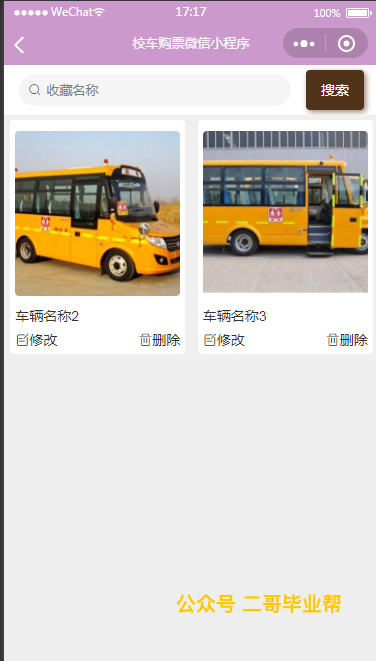 ●●●●● WeChat 17:17 100%
校车购票微信小程序
收藏名称 搜索
车辆名称2 车辆名称3
修改 删除 修改 删除
公众号 二哥毕业帮